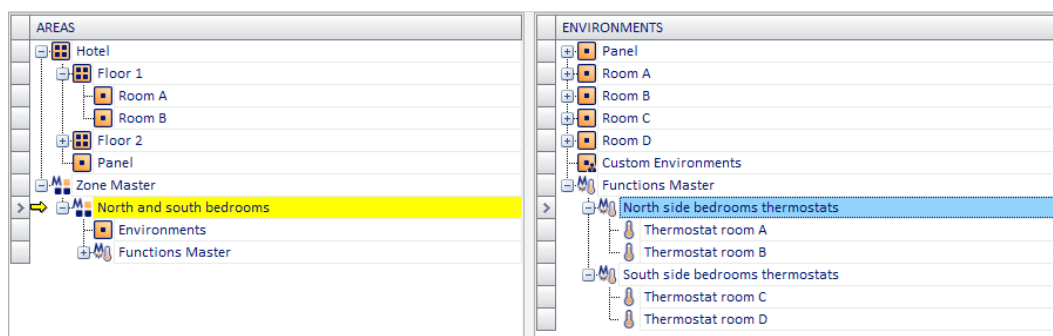 AREAS
Hotel
Floor 1
Room A
Room B
Floor 2
Panel
Zone Master
North and south bedrooms
Environments
Functions Master
ENVIRONMENTS
Panel
Room A
Room B
Room C
Room D
Custom Environments
Functions Master
North side bedrooms thermostats
Thermostat room A
Thermostat room B
South side bedrooms thermostats
Thermostat room C
Thermostat room D